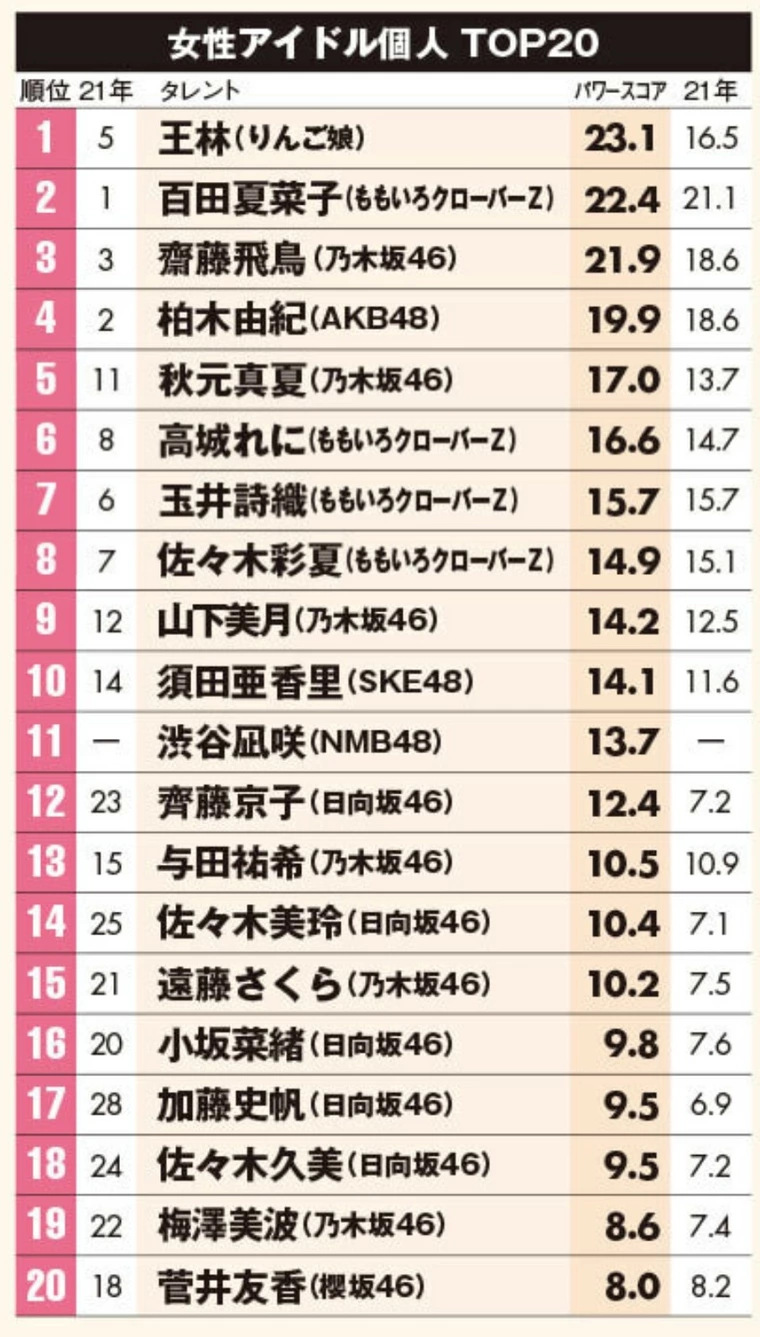 女性アイドル個人 TOP20
順位 21年 タレント パワースコア 21年
1 5 王林(りんご娘) 23.1 16.5
2 1 百田夏菜子(ももいろクローバーZ) 22.4 21.1
3 3 齋藤飛鳥(乃木坂46) 21.9 18.6
4 2 柏木由紀(AKB48) 19.9 18.6
5 11 秋元真夏(乃木坂46) 17.0 13.7
6 8 高城れに(ももいろクローバーZ) 16.6 14.7
7 6 玉井詩織(ももいろクローバーZ) 15.7 15.7
8 7 佐々木彩夏(ももいろクローバーZ) 14.9 15.1
9 12 山下美月(乃木坂46) 14.2 12.5
10 14 須田亜香里(SKE48) 14.1 11.6
11 — 渋谷凪咲(NMB48) 13.7 —
12 23 齊藤京子(日向坂46) 12.4 7.2
13 15 与田祐希(乃木坂46) 10.5 10.9
14 25 佐々木美玲(日向坂46) 10.4 7.1
15 21 遠藤さくら(乃木坂46) 10.2 7.5
16 20 小坂菜緒(日向坂46) 9.8 7.6
17 28 加藤史帆(日向坂46) 9.5 6.9
18 24 佐々木久美(日向坂46) 9.5 7.2
19 22 梅澤美波(乃木坂46) 8.6 7.4
20 18 菅井友香(櫻坂46) 8.0 8.2